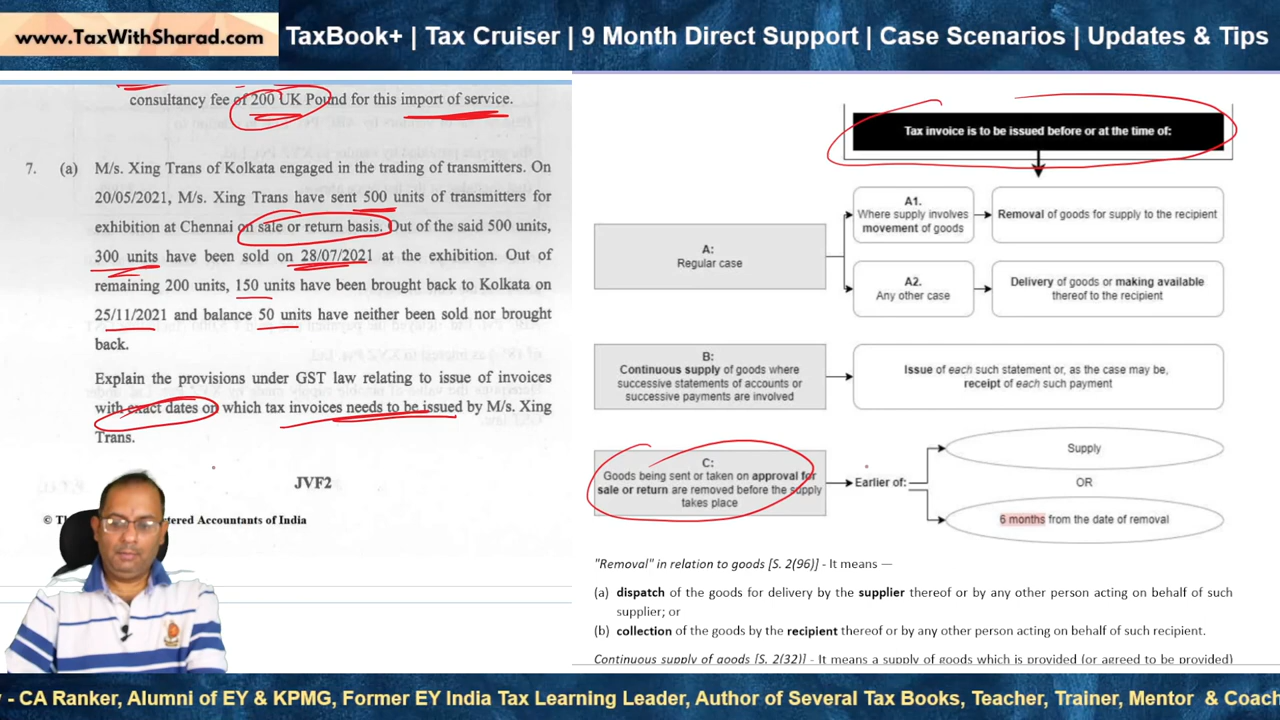 www.TaxWithSharad.com
TaxBook+ | Tax Cruiser | 9 Month Direct Support | Case Scenarios | Updates & Tips
consultancy fee of 200 UK Pound for this import of service.
7. (a) M/s. Xing Trans of Kolkata engaged in the trading of transmitters. On
20/05/2021, M/s. Xing Trans have sent 500 units of transmitters for
exhibition at Chennai on sale or return basis. Out of the said 500 units,
300 units have been sold on 28/07/2021 at the exhibition. Out of
remaining 200 units, 150 units have been brought back to Kolkata on
25/11/2021 and balance 50 units have neither been sold nor brought
back.
Explain the provisions under GST law relating to issue of invoices
with exact dates on which tax invoices needs to be issued by M/s. Xing
Trans.
JVF2
© Th ered Accountants of India
Tax invoice is to be issued before or at the time of:
A:
Regular case
A1.
Where supply involves
movement of goods
Removal of goods for supply to the recipient
A2.
Any other case
Delivery of goods or making available
thereof to the recipient
B:
Continuous supply of goods where
successive statements of accounts or
successive payments are involved
Issue of each such statement or, as the case may be,
receipt of each such payment
C:
Goods being sent or taken on approval for
sale or return are removed before the supply
takes place
Earlier of:
Supply
OR
6 months from the date of removal
"Removal" in relation to goods [S. 2(96)] - It means —
(a) dispatch of the goods for delivery by the supplier thereof or by any other person acting on behalf of such
supplier; or
(b) collection of the goods by the recipient thereof or by any other person acting on behalf of such recipient.
Continuous supply of goods [S. 2(32)] - It means a supply of goods which is provided (or agreed to be provided)
y - CA Ranker, Alumni of EY & KPMG, Former EY India Tax Learning Leader, Author of Several Tax Books, Teacher, Trainer, Mentor & Coach